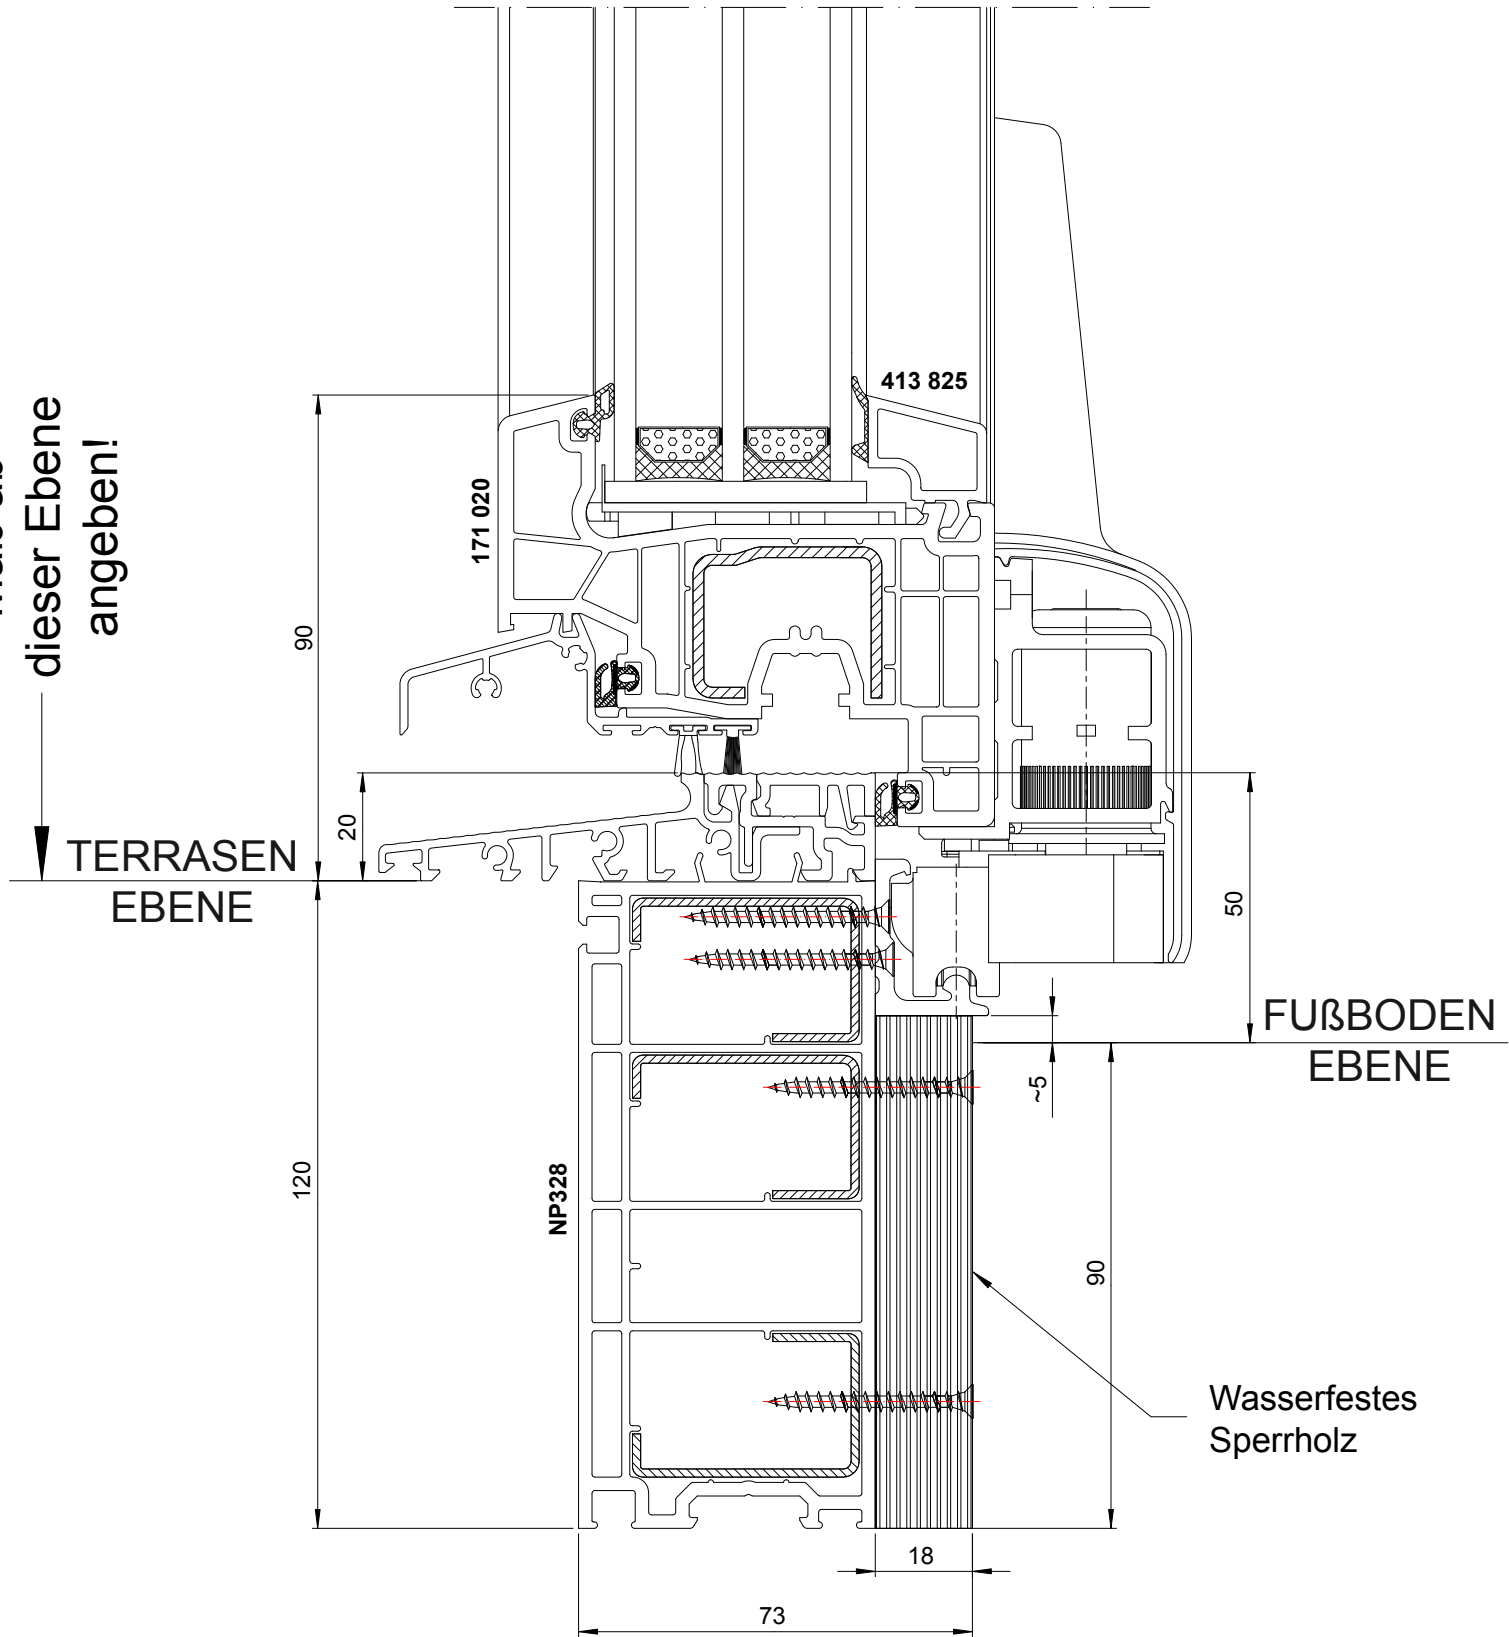 413 825
171 020
dieser Ebene
angeben!
90
20
TERRASEN
EBENE
50
FUßBODEN
EBENE
~5
120
NP328
90
Wasserfestes
Sperrholz
18
73